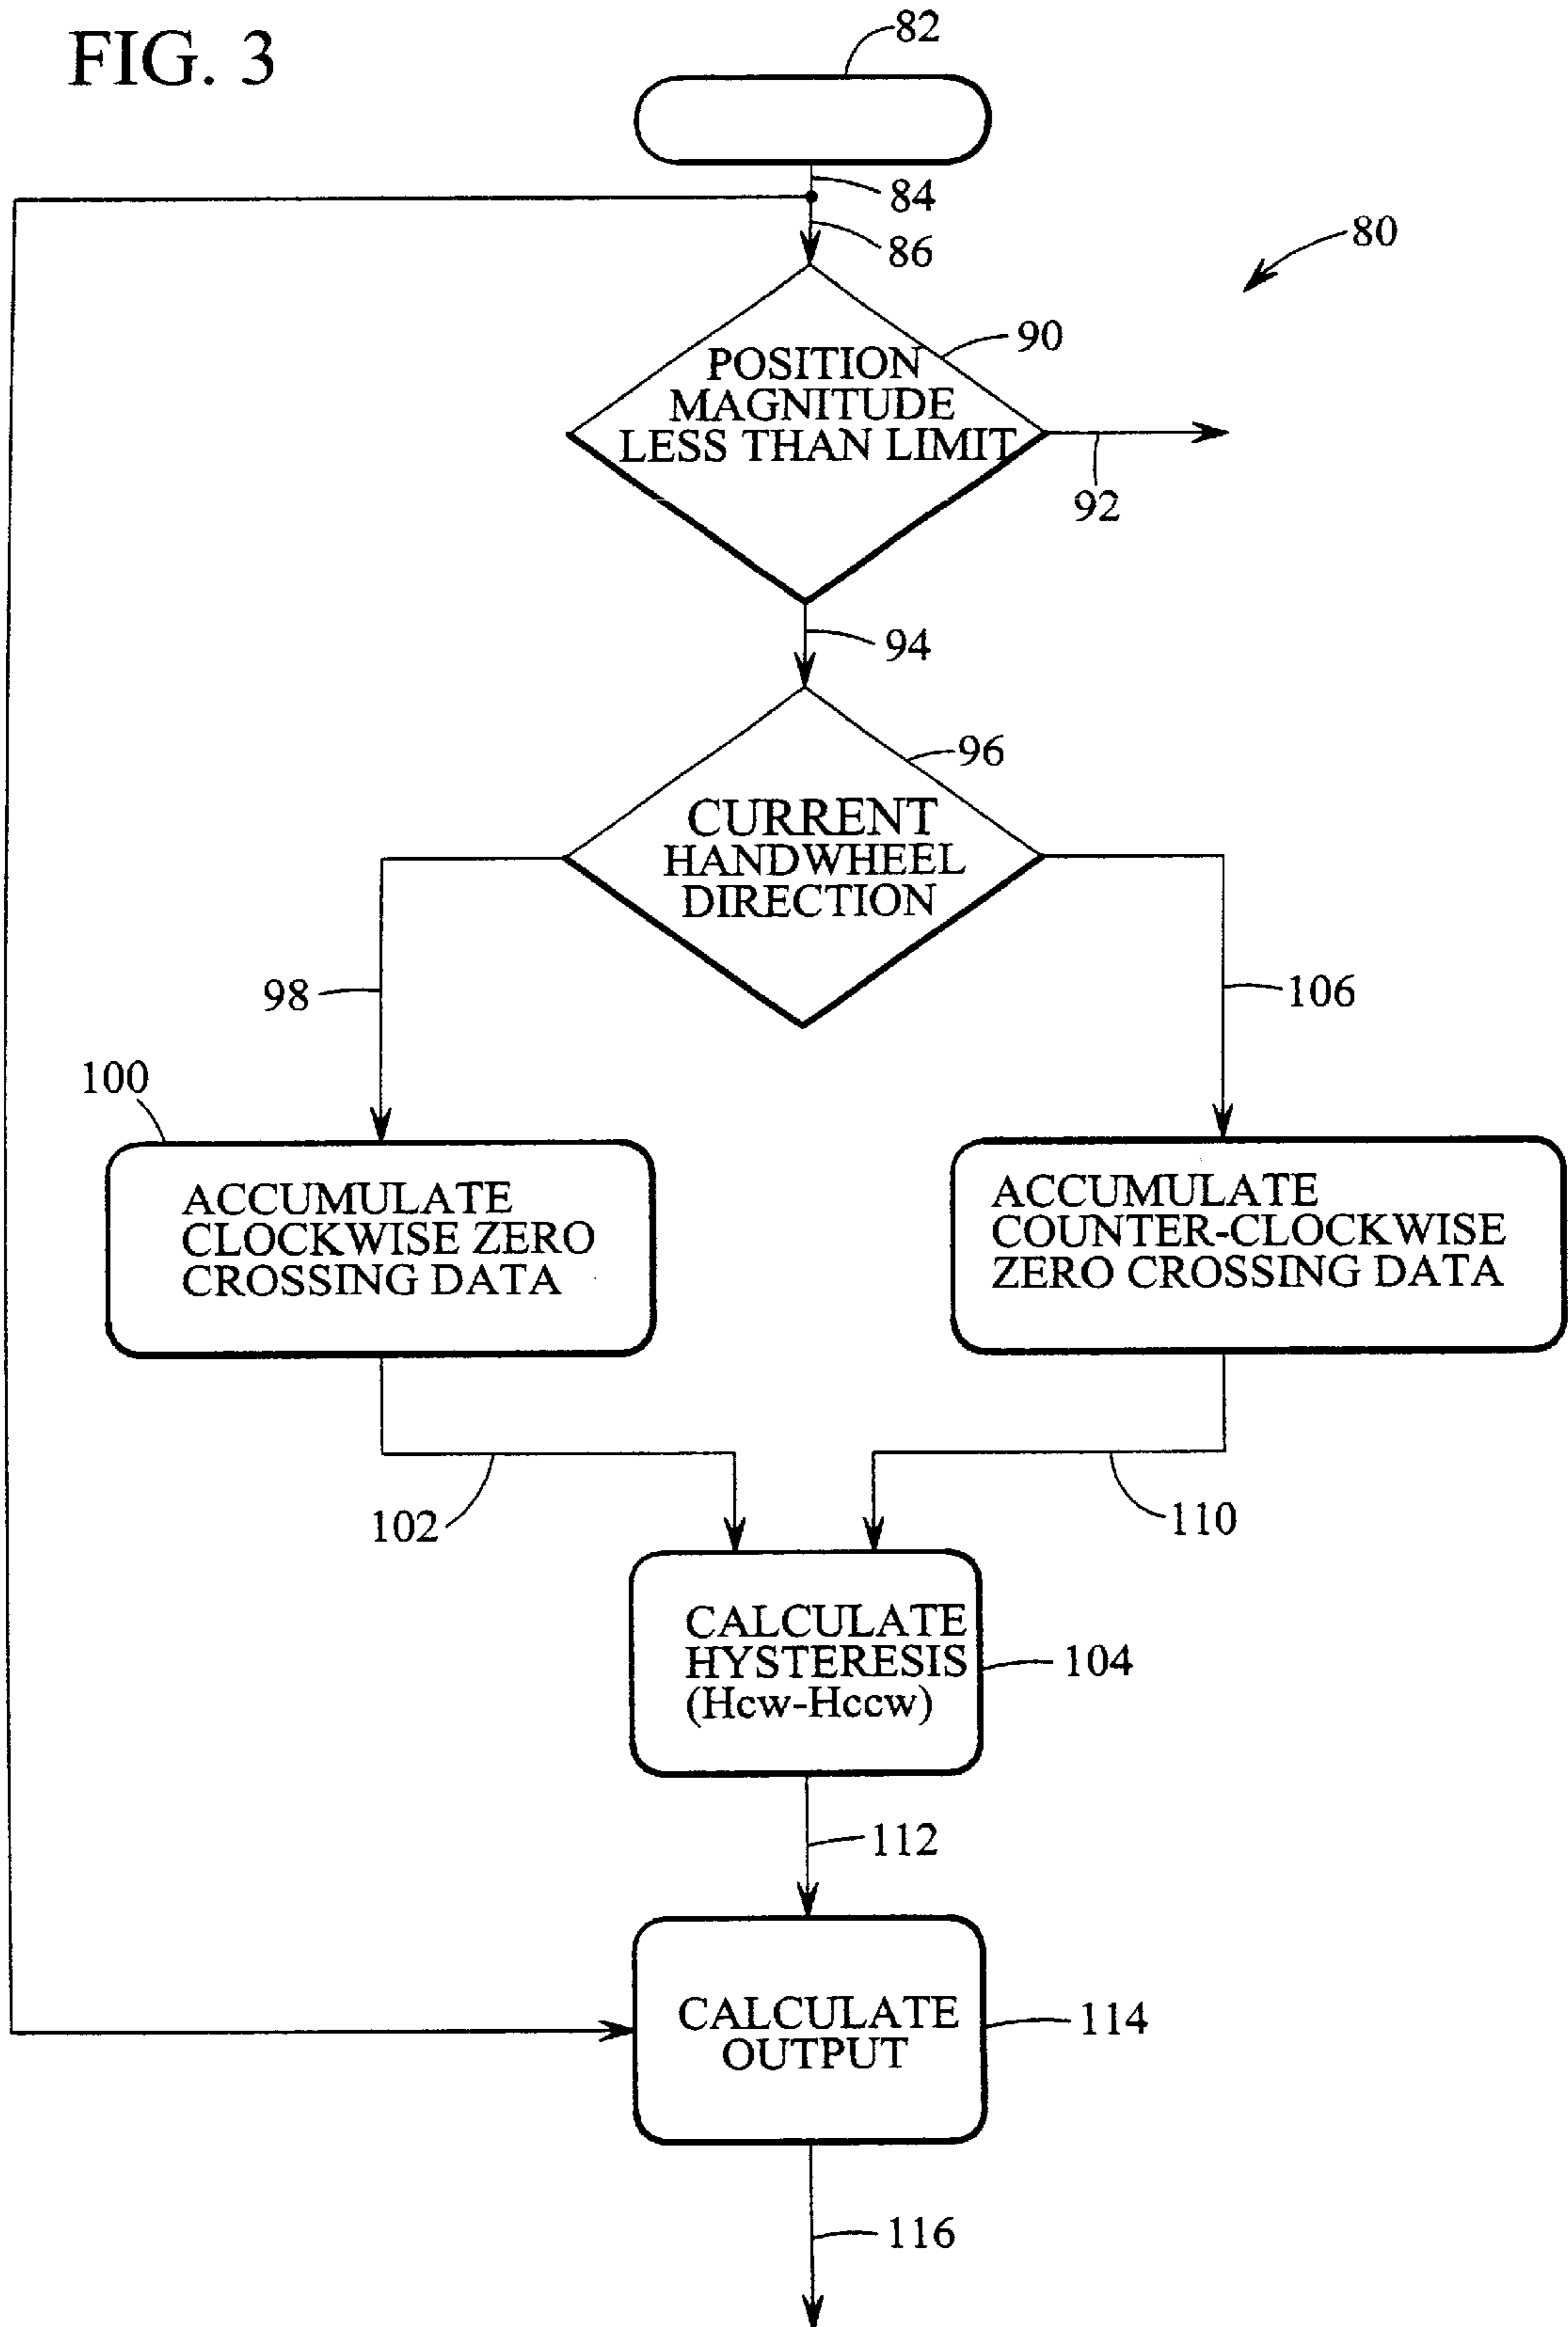 FIG. 3
82
84
86
80
90
POSITION
MAGNITUDE
LESS THAN LIMIT
92
94
96
CURRENT
HANDWHEEL
DIRECTION
98
106
100
ACCUMULATE
CLOCKWISE ZERO
CROSSING DATA
ACCUMULATE
COUNTER-CLOCKWISE
ZERO CROSSING DATA
102
110
CALCULATE
HYSTERESIS
(Hcw-Hccw)
104
112
CALCULATE
OUTPUT
114
116